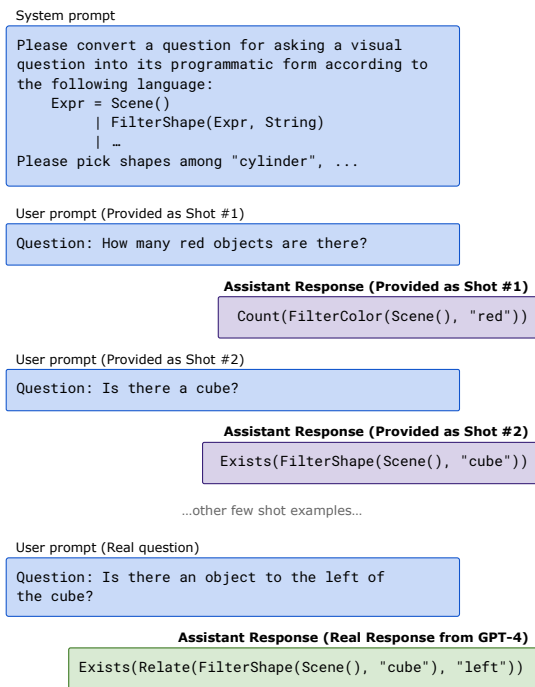 System prompt
Please convert a question for asking a visual
question into its programmatic form according to
the following language:
Expr = Scene()
| FilterShape(Expr, String)
| …
Please pick shapes among "cylinder", ...
User prompt (Provided as Shot #1)
Question: How many red objects are there?
Assistant Response (Provided as Shot #1)
Count(FilterColor(Scene(), "red"))
User prompt (Provided as Shot #2)
Question: Is there a cube?
Assistant Response (Provided as Shot #2)
Exists(FilterShape(Scene(), "cube"))
…other few shot examples…
User prompt (Real question)
Question: Is there an object to the left of
the cube?
Assistant Response (Real Response from GPT-4)
Exists(Relate(FilterShape(Scene(), "cube"), "left"))